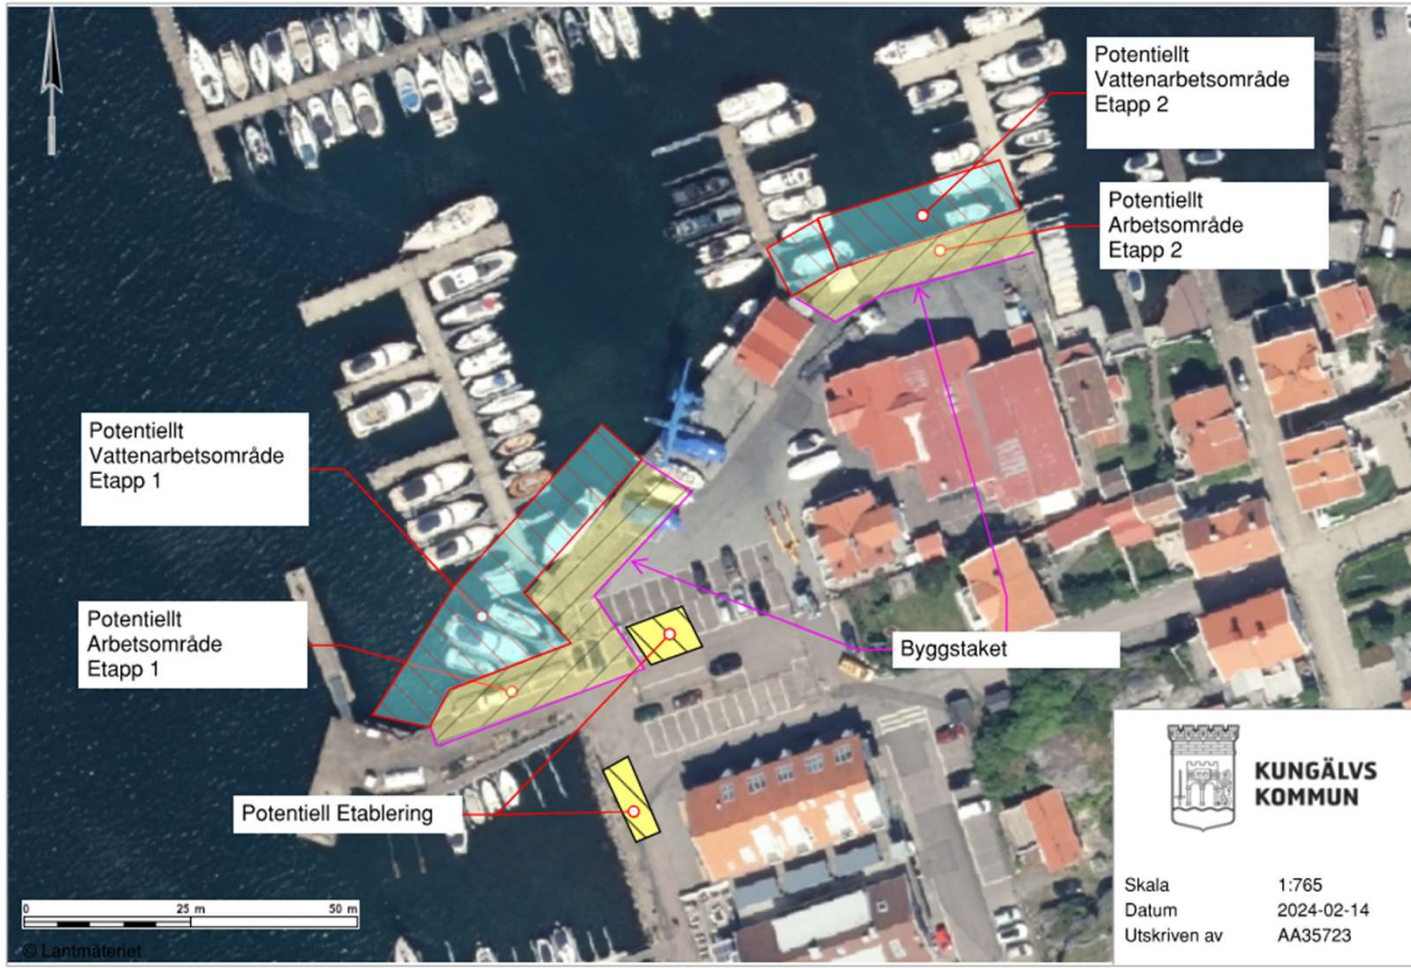 Potentiellt
Vattenarbetsområde
Etapp 2
Potentiellt
Arbetsområde
Etapp 2
Potentiellt
Vattenarbetsområde
Etapp 1
Potentiellt
Arbetsområde
Etapp 1
Byggstaket
Potentiell Etablering
KUNGÄLVS
KOMMUN
Skala 1:765
Datum 2024-02-14
Utskriven av AA35723
0 25 m 50 m
© Lantmäteriet